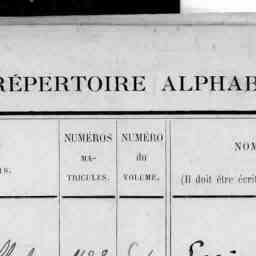 RÉPERTOIRE ALPHAB
NUMÉROS MA- TRICULES.
NUMÉRO du VOLUME.
NOM
(Il doit être écrit